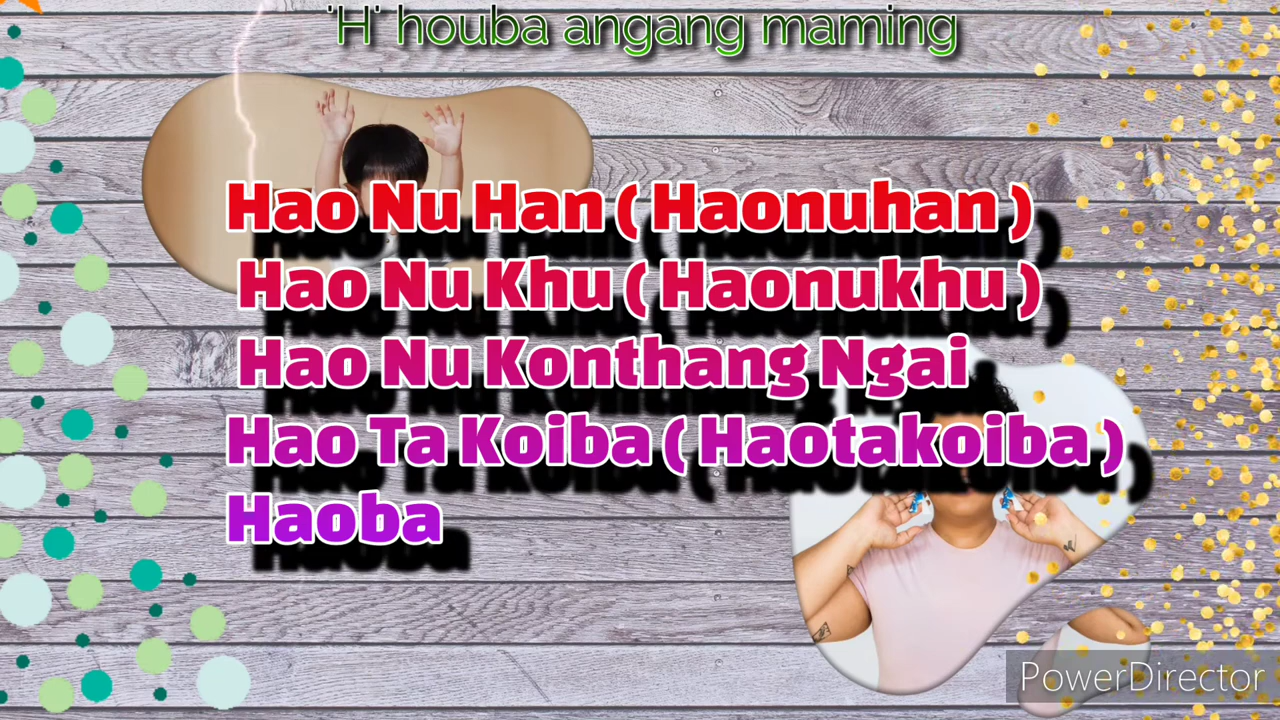 'H' houba angang maming
Hao Nu Han ( Haonuhan )
Hao Nu Khu ( Haonukhu )
Hao Nu Konthang Ngai
Hao Ta Koiba ( Haotakoiba )
Haoba
PowerDirector